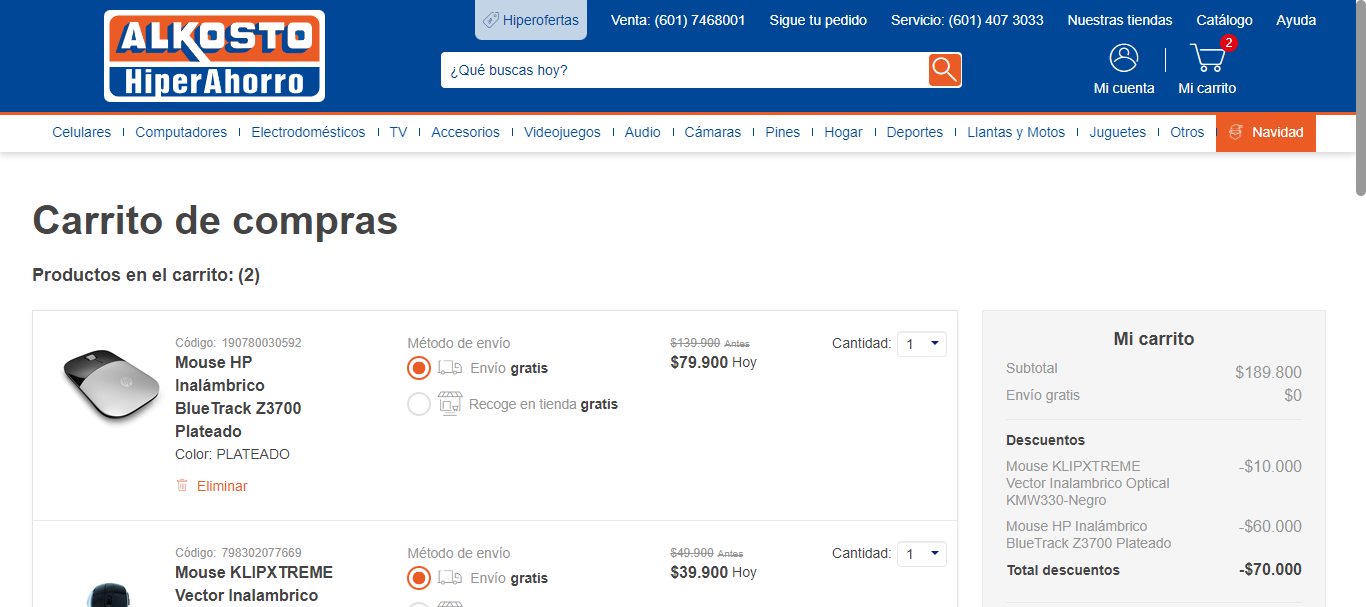 ALKOSTO
HiperAhorro
Hiperofertas
Venta: (601) 7468001
Sigue tu pedido
Servicio: (601) 407 3033
Nuestras tiendas
Catálogo
Ayuda
¿Qué buscas hoy?
Mi cuenta
2
Mi carrito
Celulares
Computadores
Electrodomésticos
TV
Accesorios
Videojuegos
Audio
Cámaras
Pines
Hogar
Deportes
Llantas y Motos
Juguetes
Otros
Navidad
Carrito de compras
Productos en el carrito: (2)
Código: 190780030592
Mouse HP
Inalámbrico
BlueTrack Z3700
Plateado
Color: PLATEADO
Eliminar
Método de envío
Envío gratis
Recoge en tienda gratis
$139.900 Antes
$79.900 Hoy
Cantidad: 1
Código: 798302077669
Mouse KLIPXTREME
Vector Inalambrico
Método de envío
Envío gratis
$49.900 Antes
$39.900 Hoy
Cantidad: 1
Mi carrito
Subtotal $189.800
Envío gratis $0
Descuentos
Mouse KLIPXTREME -$10.000
Vector Inalambrico Optical
KMW330-Negro
Mouse HP Inalámbrico -$60.000
BlueTrack Z3700 Plateado
Total descuentos -$70.000